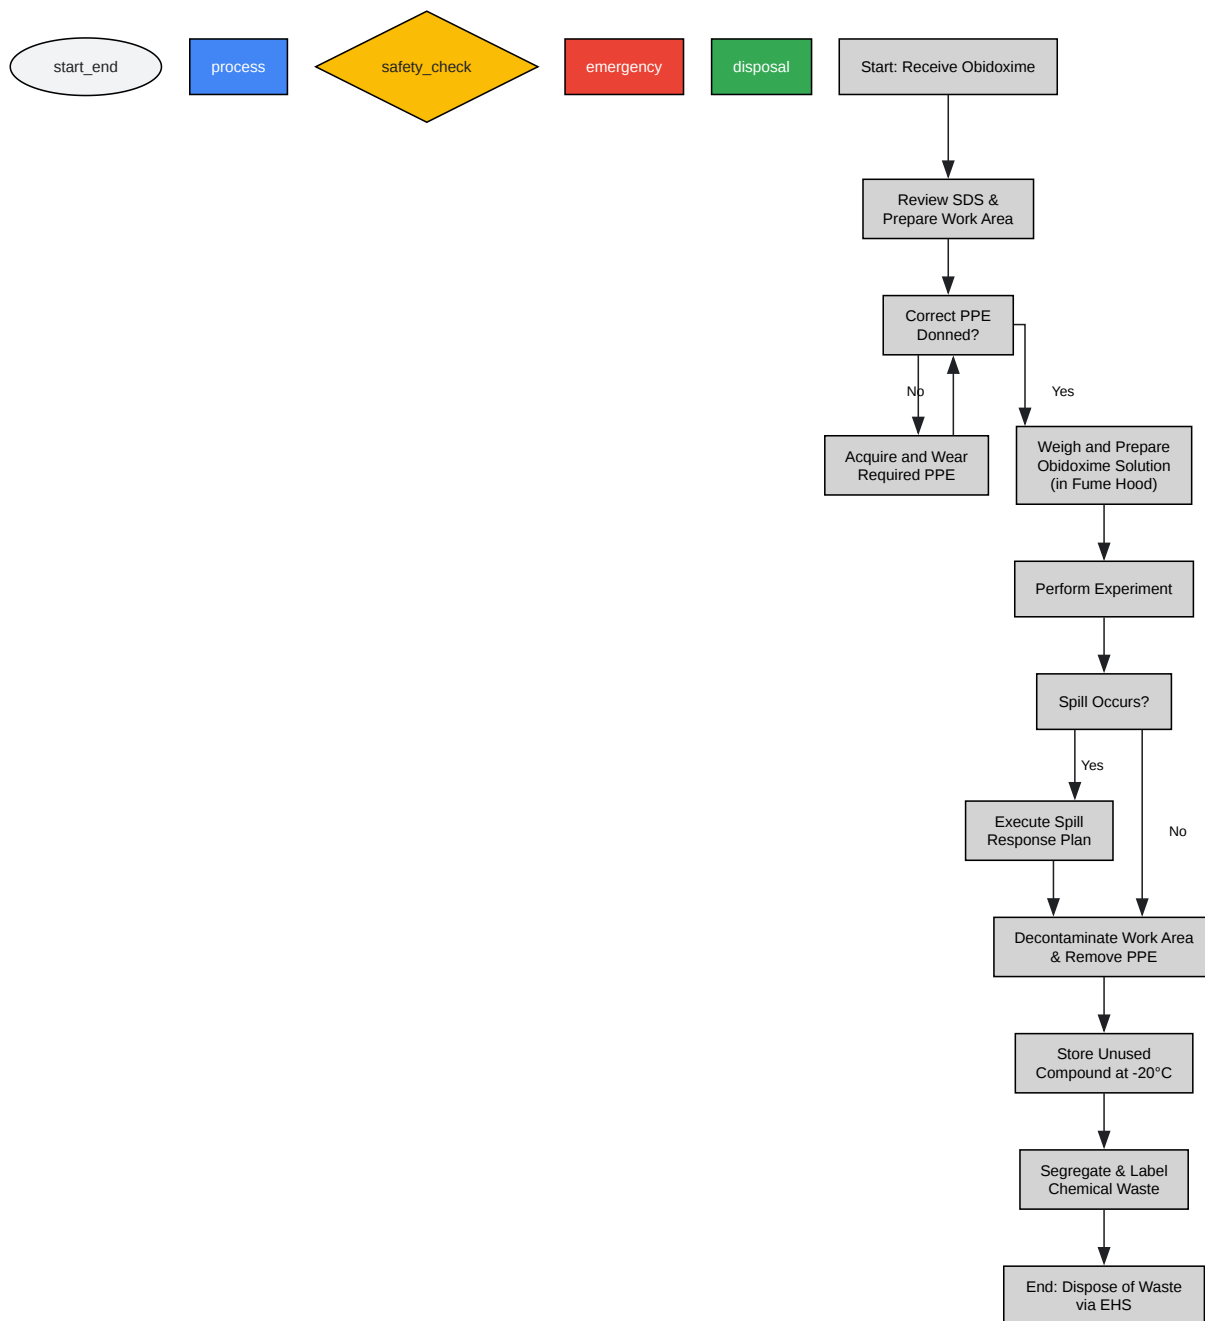 start_end
process
safety_check
emergency
disposal
Start: Receive Obidoxime
Review SDS &
Prepare Work Area
Correct PPE
Donned?
No
Yes
Acquire and Wear
Required PPE
Weigh and Prepare
Obidoxime Solution
(in Fume Hood)
Perform Experiment
Spill Occurs?
Yes
Execute Spill
Response Plan
No
Decontaminate Work Area
& Remove PPE
Store Unused
Compound at -20°C
Segregate & Label
Chemical Waste
End: Dispose of Waste
via EHS